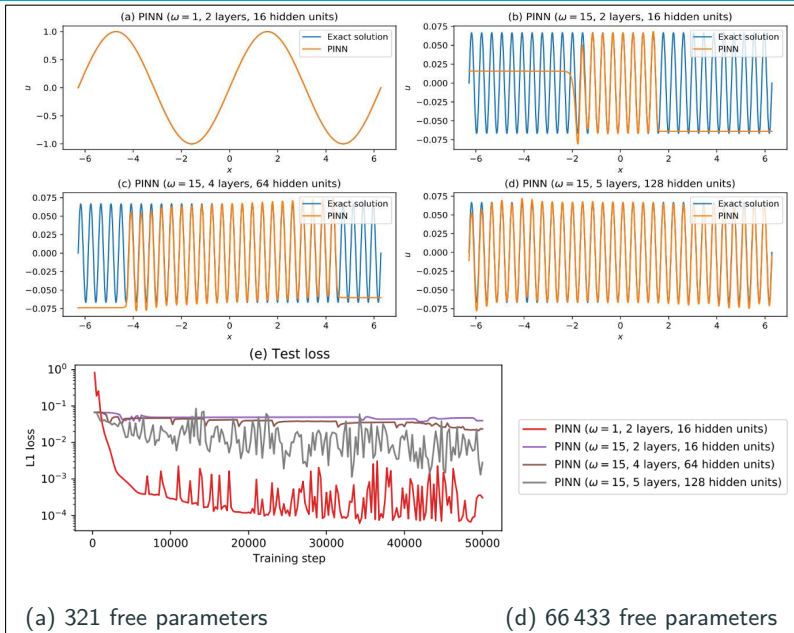 (a) PINN (ω = 1, 2 layers, 16 hidden units)
1.0
0.5
0.0
−0.5
−1.0
u
−6 −4 −2 0 2 4 6
x
Exact solution
PINN
(b) PINN (ω = 15, 2 layers, 16 hidden units)
0.075
0.050
0.025
0.000
−0.025
−0.050
−0.075
u
−6 −4 −2 0 2 4 6
x
Exact solution
PINN
(c) PINN (ω = 15, 4 layers, 64 hidden units)
0.075
0.050
0.025
0.000
−0.025
−0.050
−0.075
u
−6 −4 −2 0 2 4 6
x
Exact solution
PINN
(d) PINN (ω = 15, 5 layers, 128 hidden units)
0.075
0.050
0.025
0.000
−0.025
−0.050
−0.075
u
−6 −4 −2 0 2 4 6
x
Exact solution
PINN
(e) Test loss
10⁰
10⁻¹
10⁻²
10⁻³
10⁻⁴
L1 loss
0 10000 20000 30000 40000 50000
Training step
PINN (ω = 1, 2 layers, 16 hidden units)
PINN (ω = 15, 2 layers, 16 hidden units)
PINN (ω = 15, 4 layers, 64 hidden units)
PINN (ω = 15, 5 layers, 128 hidden units)
(a) 321 free parameters
(d) 66 433 free parameters